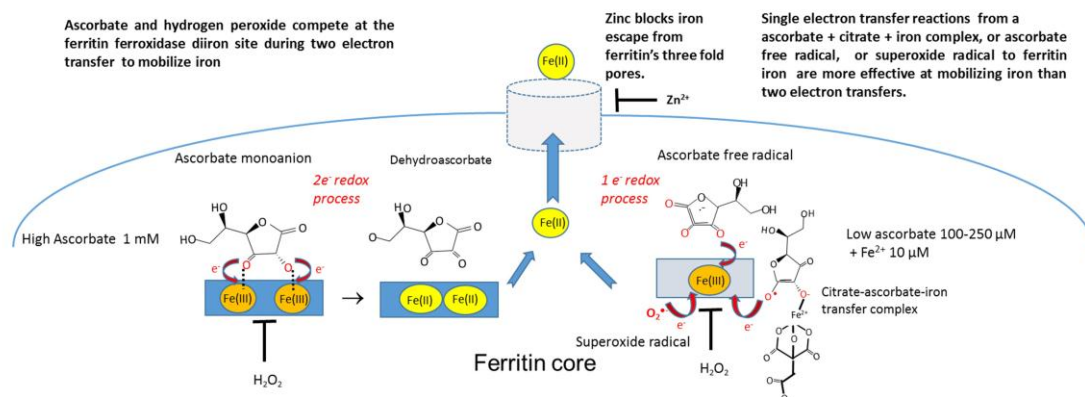 Ascorbate and hydrogen peroxide compete at the
ferritin ferroxidase diiron site during two electron
transfer to mobilize iron
Zinc blocks iron
escape from
ferritin's three fold
pores.
Single electron transfer reactions from a
ascorbate + citrate + iron complex, or ascorbate
free radical, or superoxide radical to ferritin
iron are more effective at mobilizing iron than
two electron transfers.
Fe(II)
Zn²⁺
Ascorbate monoanion
2e⁻ redox
process
Dehydroascorbate
1 e⁻ redox
process
Ascorbate free radical
High Ascorbate 1 mM
HO
HO
O
O
O
O
e⁻
e⁻
Fe(III)
Fe(III)
H₂O₂
→
HO
O
O
O
O
O
Fe(II)
Fe(II)
Fe(II)
Ferritin core
O
O
O
O
OH
OH
e⁻
Fe(III)
O₂•⁻
e⁻
e⁻
Superoxide radical
H₂O₂
Low ascorbate 100-250 µM
+ Fe²⁺ 10 µM
Citrate-ascorbate-iron
transfer complex
OH
HO
O
O
O•
O-
Fe²⁺
O
O
O
O
O
O
O